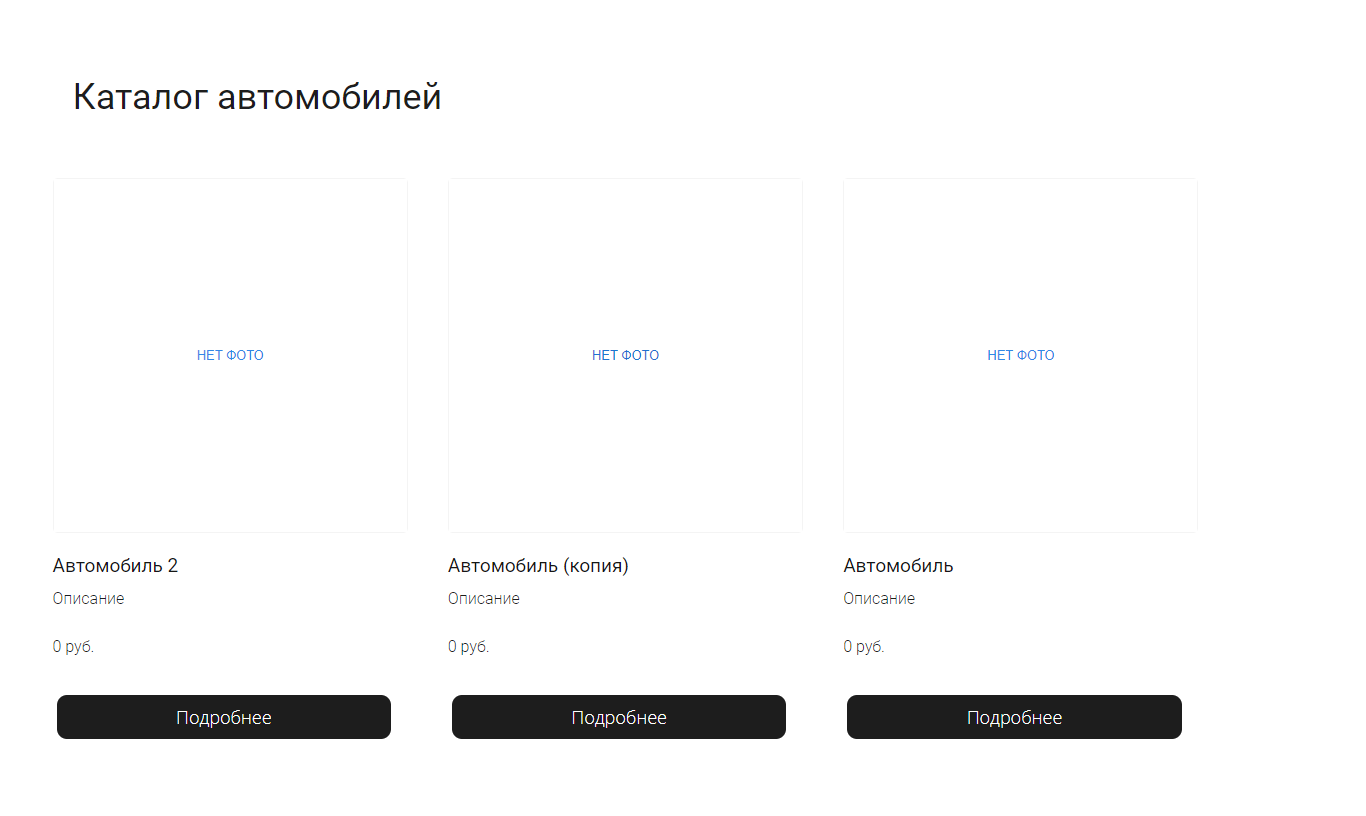 Каталог автомобилей
НЕТ ФОТО
НЕТ ФОТО
НЕТ ФОТО
Автомобиль 2
Описание
0 руб.
Подробнее
Автомобиль (копия)
Описание
0 руб.
Подробнее
Автомобиль
Описание
0 руб.
Подробнее